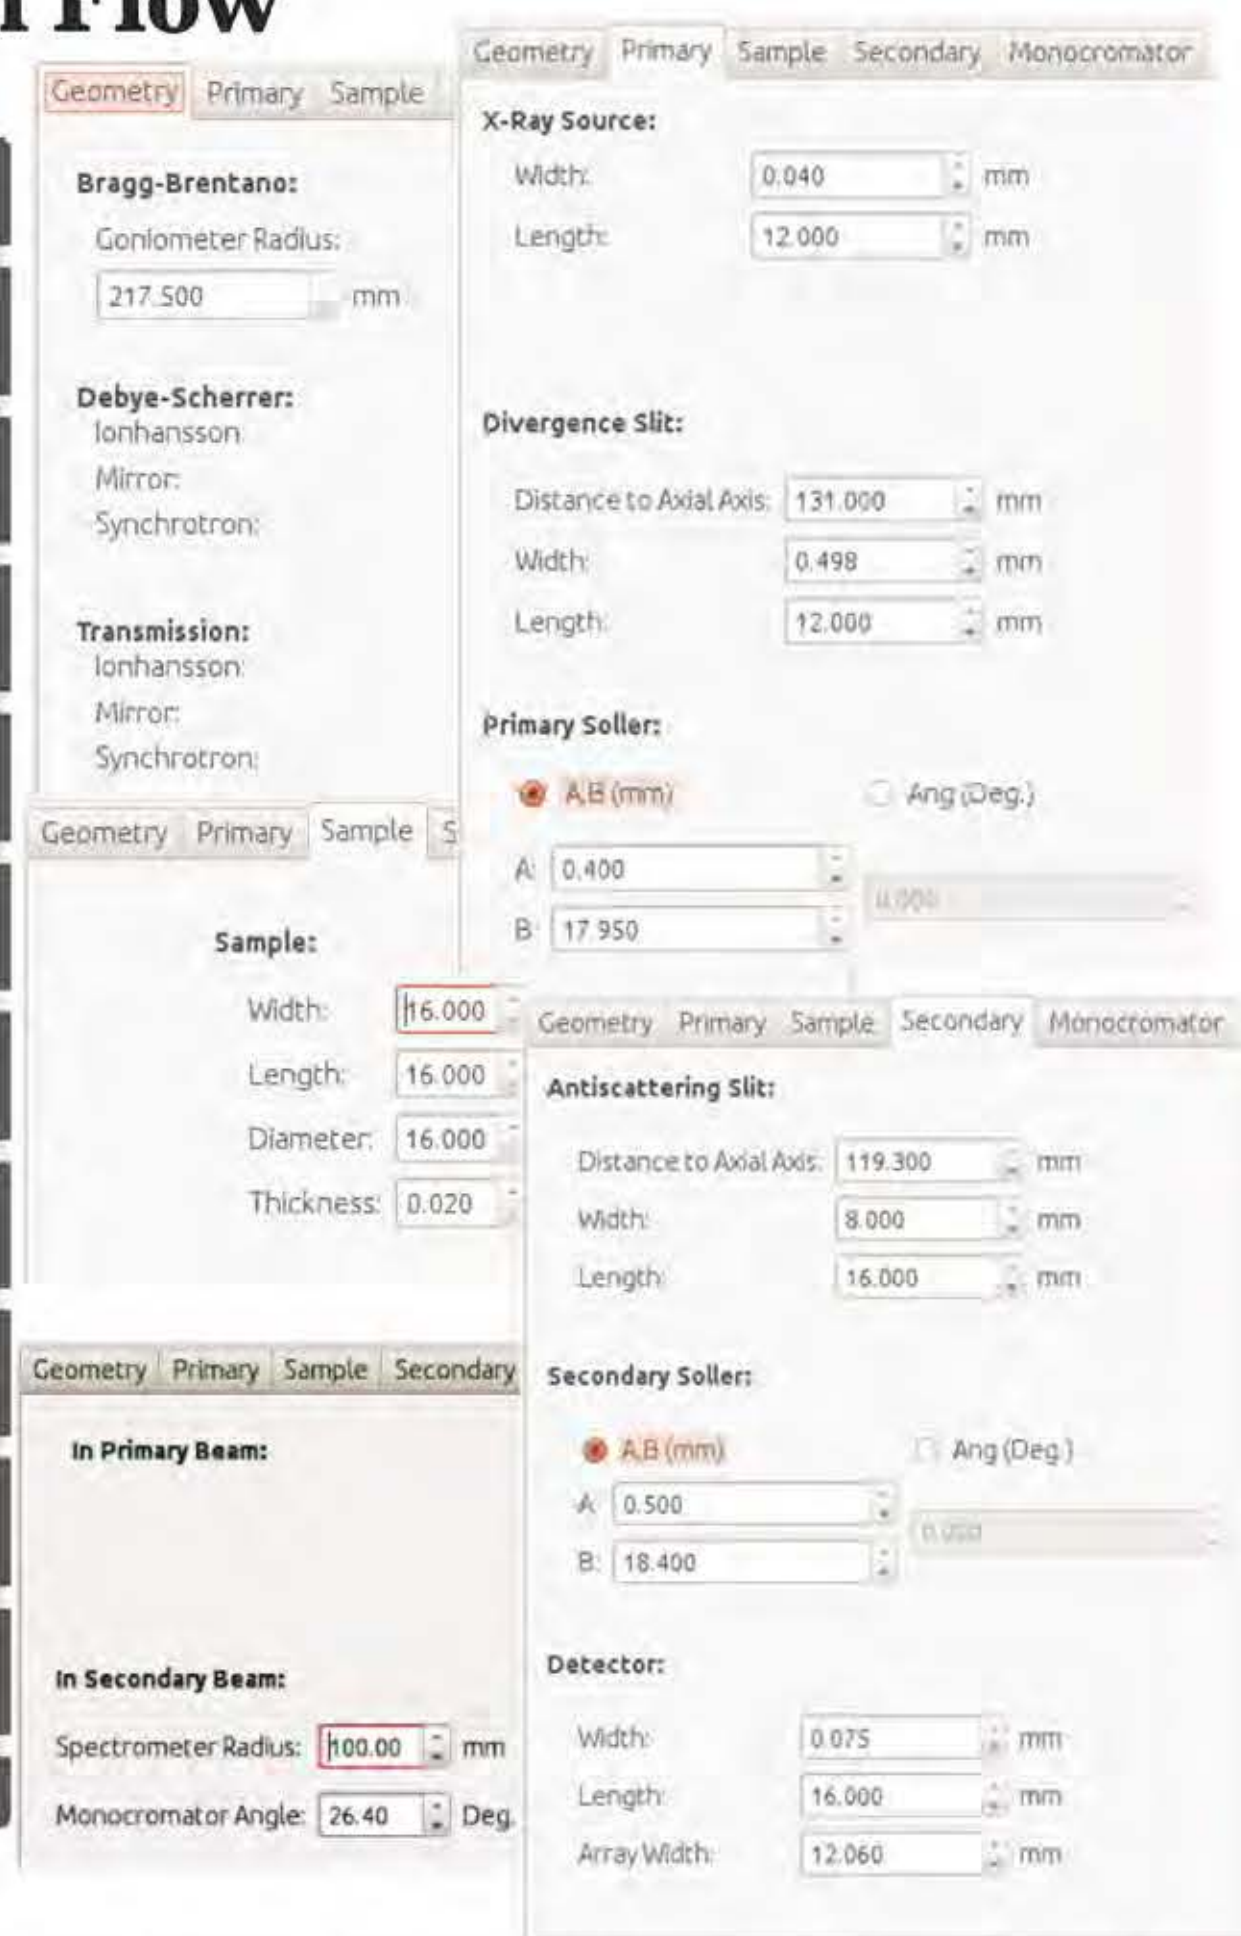 Flow
Geometry Primary Sample
Bragg-Brentano:
Goniometer Radius:
217.500 mm
Debye-Scherrer:
Ionhansson
Mirror:
Synchrotron:
Transmission:
Ionhansson:
Mirror:
Synchrotron:
Geometry Primary Sample Secondary Monocromator
X-Ray Source:
Width: 0.040 mm
Length: 12.000 mm
Divergence Slit:
Distance to Axial Axis: 131.000 mm
Width: 0.498 mm
Length: 12.000 mm
Primary Soller:
A,B (mm) Ang (Deg.)
A: 0.400
0.000
B: 17.950
Geometry Primary Sample S
Sample:
Width: 16.000
Length: 16.000
Diameter: 16.000
Thickness: 0.020
Geometry Primary Sample Secondary Monocromator
Antiscattering Slit:
Distance to Axial Axis: 119.300 mm
Width: 8.000 mm
Length: 16.000 mm
Secondary Soller:
A,B (mm) Ang (Deg.)
A: 0.500
0.000
B: 18.400
Detector:
Width: 0.075 mm
Length: 16.000 mm
Array Width: 12.060 mm
Geometry Primary Sample Secondary
In Primary Beam:
In Secondary Beam:
Spectrometer Radius: 100.00 mm
Monocromator Angle: 26.40 Deg.